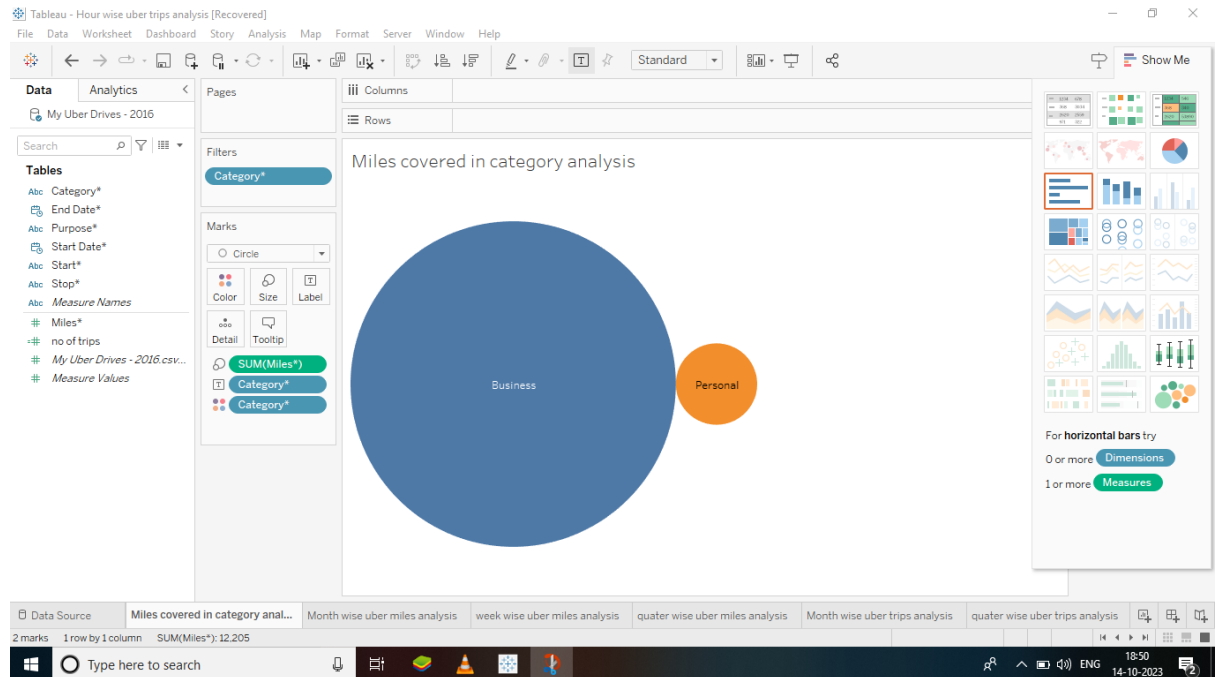 Tableau - Hour wise uber trips analysis [Recovered]
File Data Worksheet Dashboard Story Analysis Map Format Server Window Help
Standard
Show Me
Data Analytics
My Uber Drives - 2016
Search
Tables
Abc Category*
End Date*
Abc Purpose*
Start Date*
Abc Start*
Abc Stop*
Abc Measure Names
# Miles*
=# no of trips
# My Uber Drives - 2016.csv...
# Measure Values
Pages
Filters
Category*
Marks
Circle
Color Size Label
Detail Tooltip
SUM(Miles*)
T Category*
Category*
iii Columns
Rows
Miles covered in category analysis
Business
Personal
For horizontal bars try
0 or more Dimensions
1 or more Measures
Data Source Miles covered in category anal... Month wise uber miles analysis week wise uber miles analysis quater wise uber miles analysis Month wise uber trips analysis quater wise uber trips analysis
2 marks 1 row by 1 column SUM(Miles*): 12,205
Type here to search
ENG
18:50
14-10-2023
2